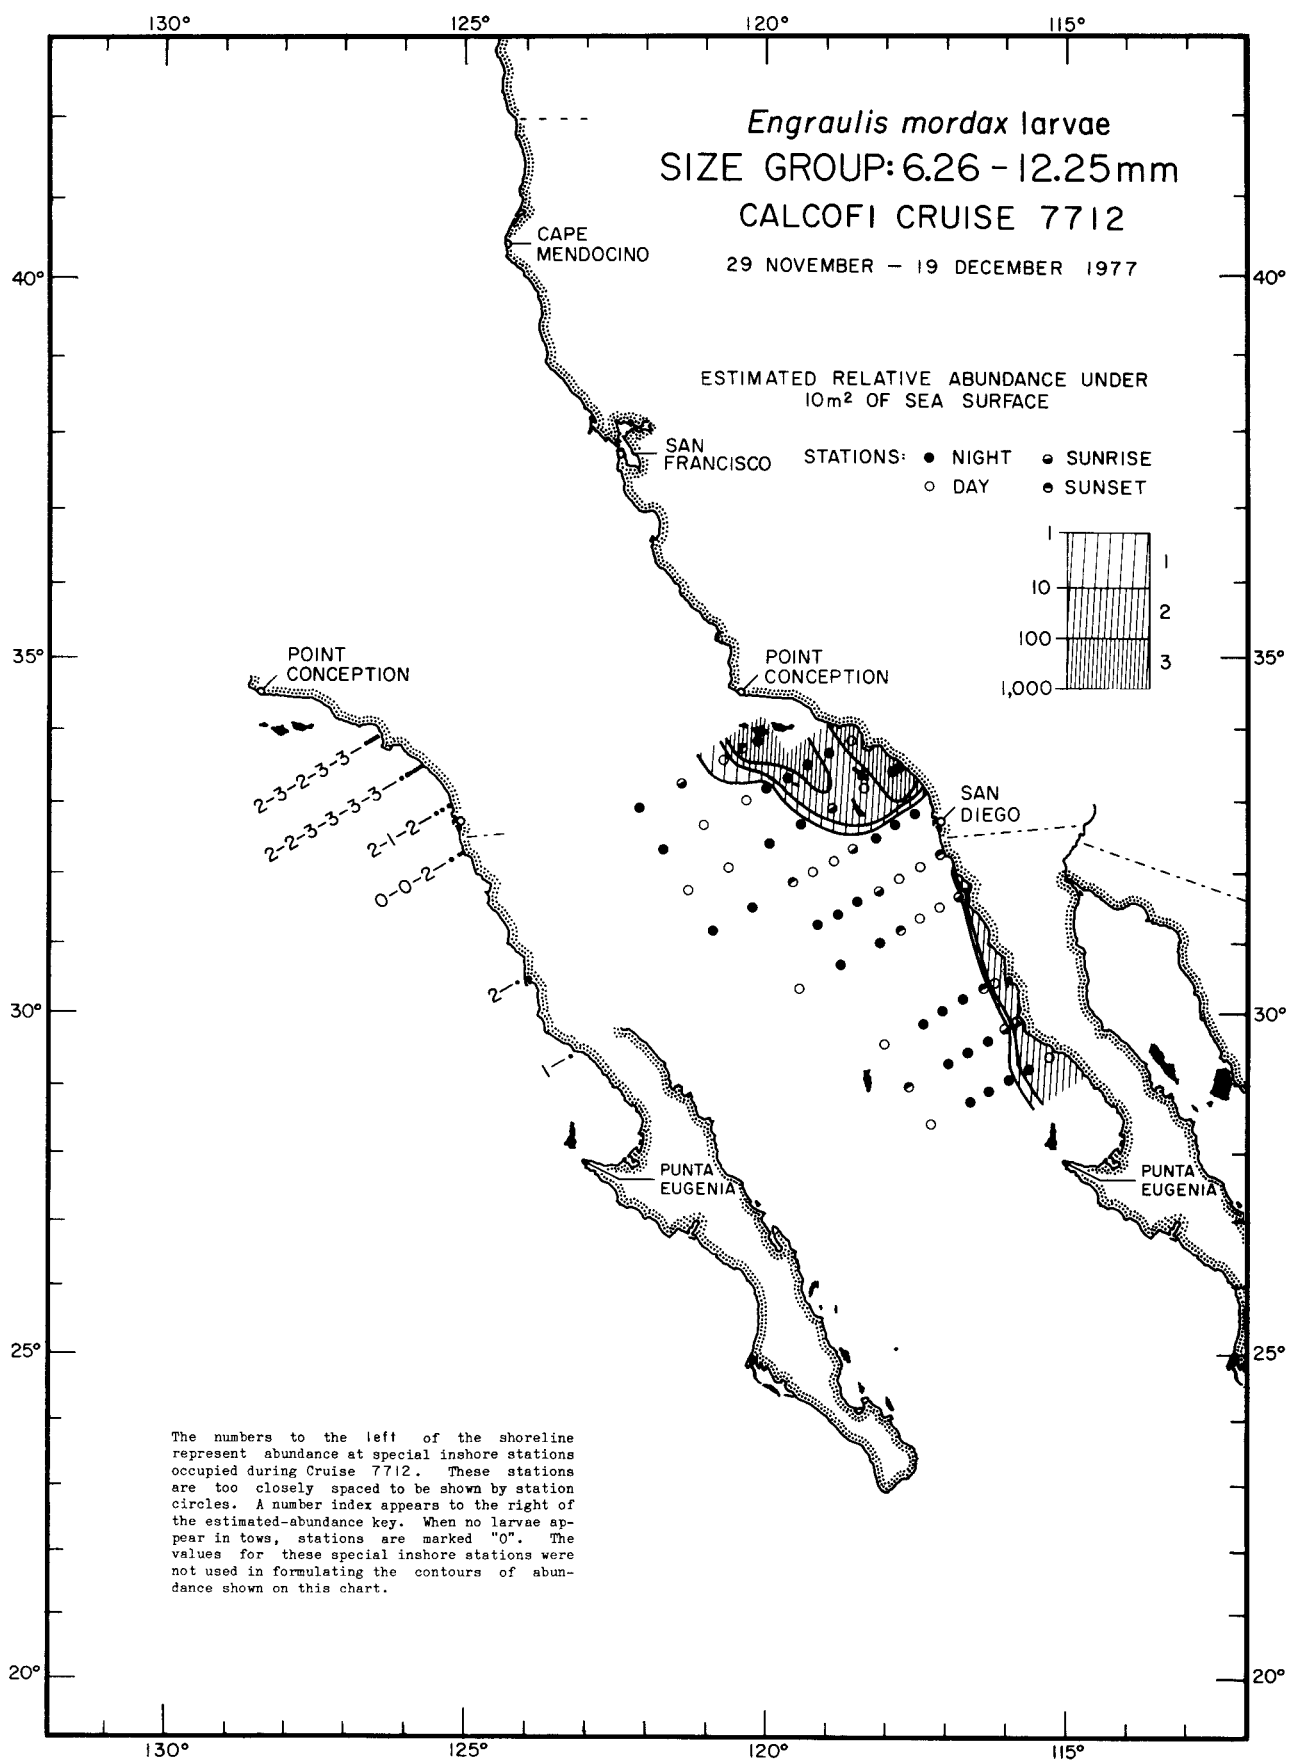 130° 125° 120° 115°
Engraulis mordax larvae
SIZE GROUP: 6.26 – 12.25mm
CALCOFI CRUISE 7712
29 NOVEMBER – 19 DECEMBER 1977
CAPE
MENDOCINO
40° 40°
ESTIMATED RELATIVE ABUNDANCE UNDER
10m² OF SEA SURFACE
SAN
FRANCISCO
STATIONS: ● NIGHT ◒ SUNRISE
○ DAY ◓ SUNSET
1
1
10
2
100
3
1,000
35° 35°
POINT
CONCEPTION
POINT
CONCEPTION
2-3-2-3-3
2-2-3-3-3-3
2-1-2
0-0-2
SAN
DIEGO
2
30° 30°
1
PUNTA
EUGENIA
PUNTA
EUGENIA
25° 25°
The numbers to the left of the shoreline
represent abundance at special inshore stations
occupied during Cruise 7712. These stations
are too closely spaced to be shown by station
circles. A number index appears to the right of
the estimated-abundance key. When no larvae ap-
pear in tows, stations are marked "0". The
values for these special inshore stations were
not used in formulating the contours of abun-
dance shown on this chart.
20° 20°
130° 125° 120° 115°